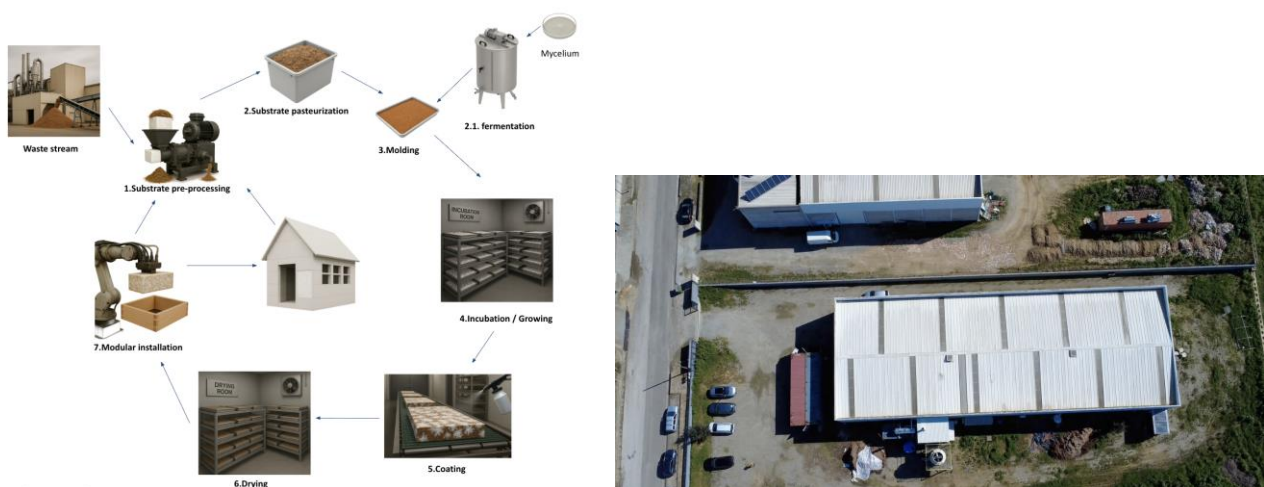 Mycelium
2.Substrate pasteurization
2.1. fermentation
Waste stream
3.Molding
1.Substrate pre-processing
INCUBATION
ROOM
4.Incubation / Growing
7.Modular installation
DRYING
ROOM
5.Coating
6.Drying